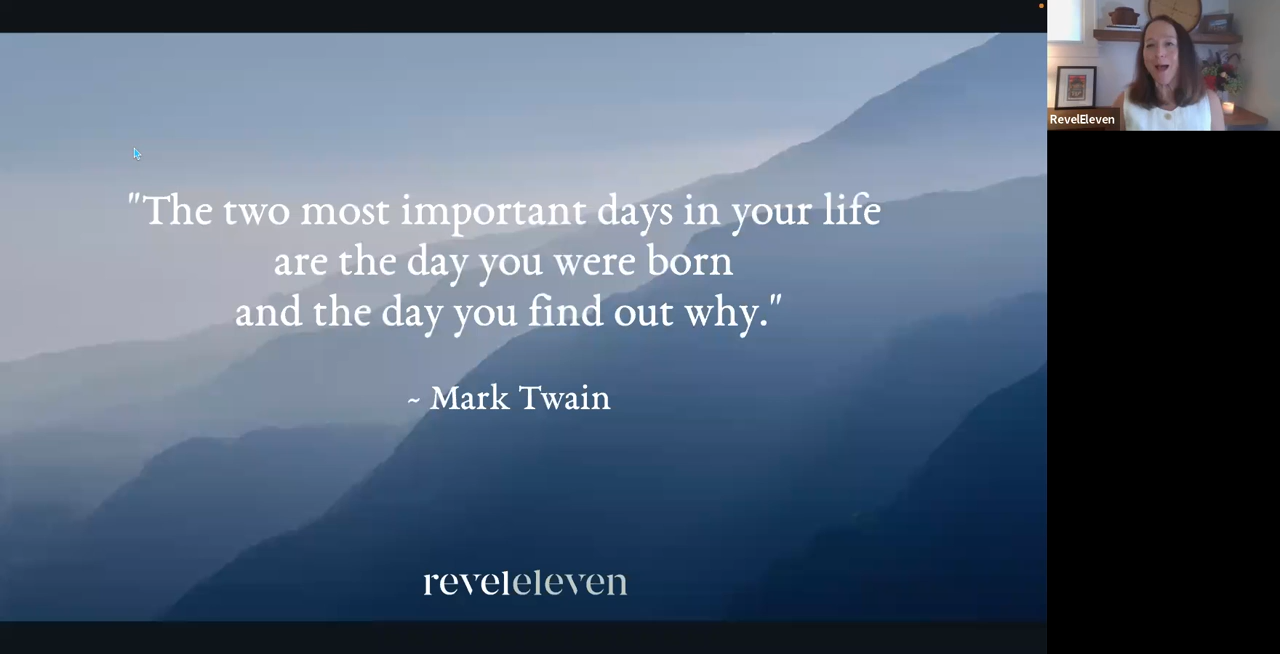 "The two most important days in your life
are the day you were born
and the day you find out why."
~ Mark Twain
reveleleven
RevelEleven